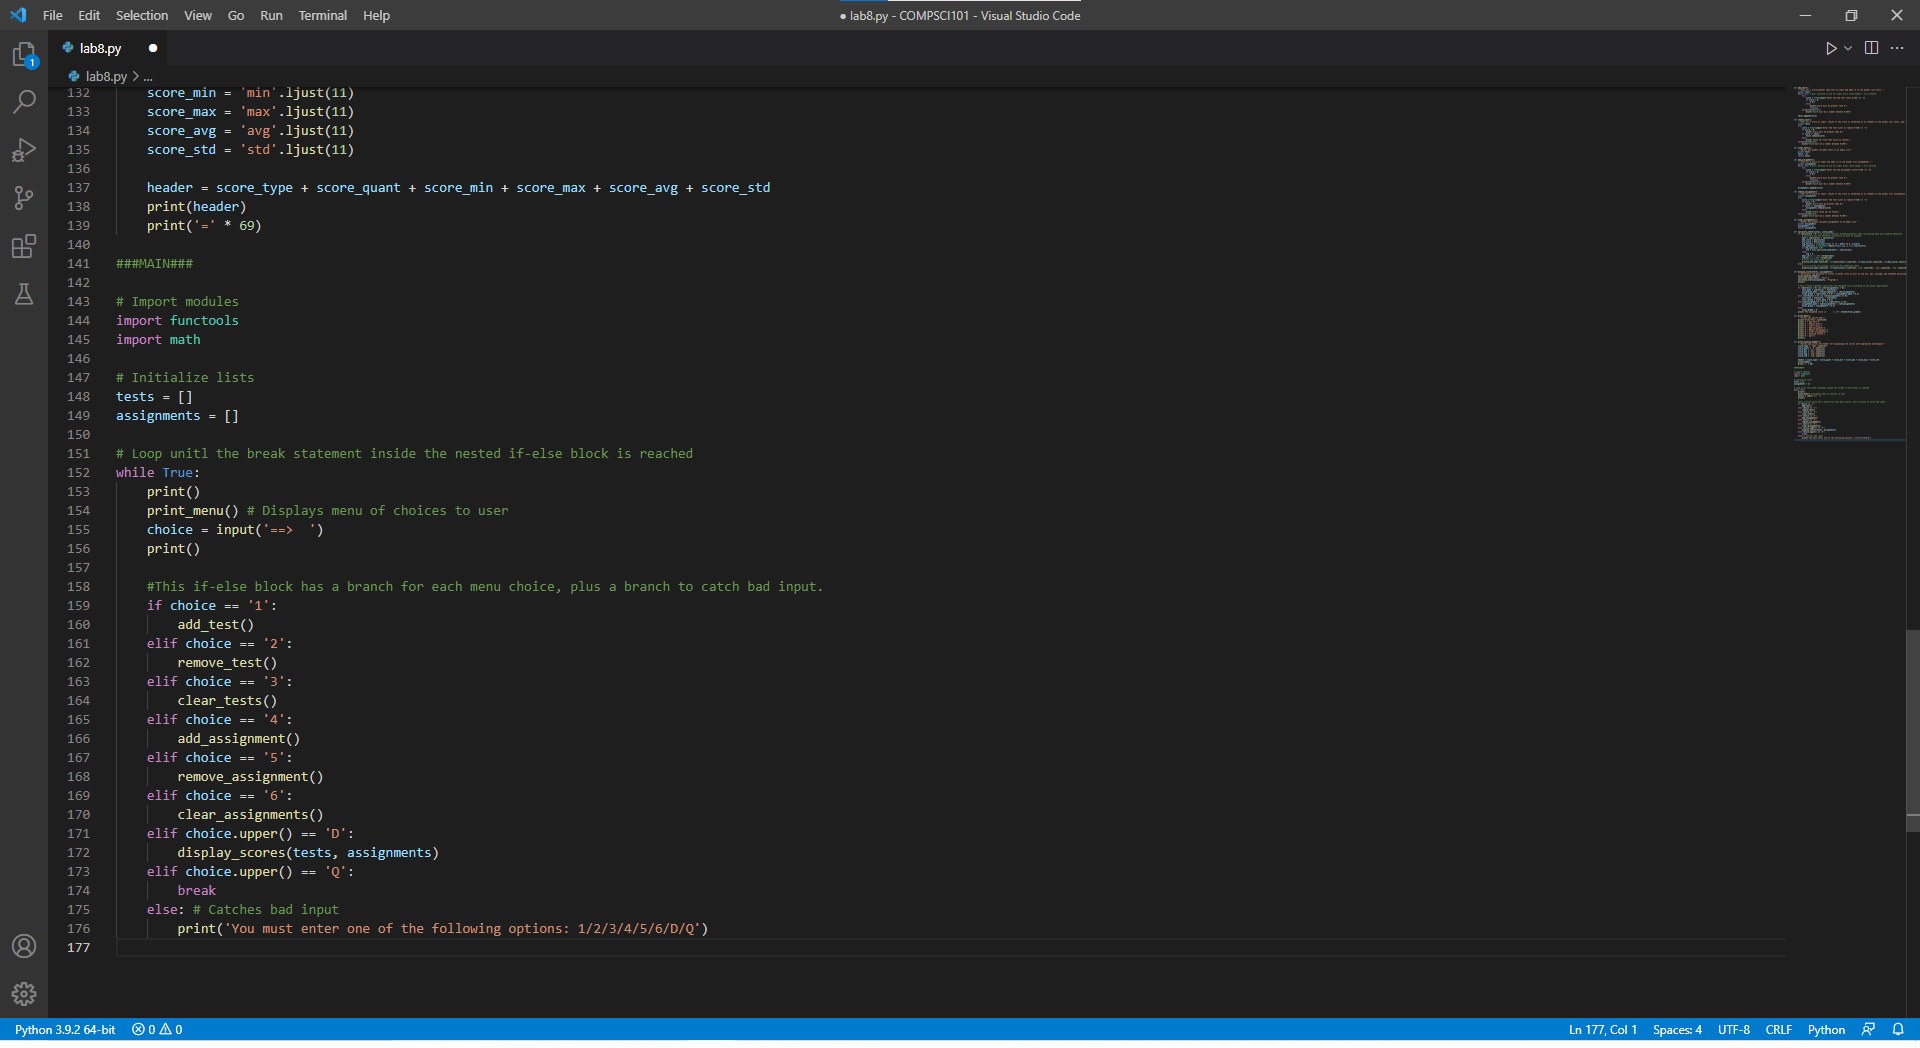 File Edit Selection View Go Run Terminal Help
● lab8.py - COMPSCI101 - Visual Studio Code
lab8.py ●
lab8.py > ...
1
132     score_min = 'min'.ljust(11)
133     score_max = 'max'.ljust(11)
134     score_avg = 'avg'.ljust(11)
135     score_std = 'std'.ljust(11)
136
137     header = score_type + score_quant + score_min + score_max + score_avg + score_std
138     print(header)
139     print('=' * 69)
140
141 ###MAIN###
142
143 # Import modules
144 import functools
145 import math
146
147 # Initialize lists
148 tests = []
149 assignments = []
150
151 # Loop unitl the break statement inside the nested if-else block is reached
152 while True:
153     print()
154     print_menu() # Displays menu of choices to user
155     choice = input('==>  ')
156     print()
157
158     #This if-else block has a branch for each menu choice, plus a branch to catch bad input.
159     if choice == '1':
160         add_test()
161     elif choice == '2':
162         remove_test()
163     elif choice == '3':
164         clear_tests()
165     elif choice == '4':
166         add_assignment()
167     elif choice == '5':
168         remove_assignment()
169     elif choice == '6':
170         clear_assignments()
171     elif choice.upper() == 'D':
172         display_scores(tests, assignments)
173     elif choice.upper() == 'Q':
174         break
175     else: # Catches bad input
176         print('You must enter one of the following options: 1/2/3/4/5/6/D/Q')
177
Python 3.9.2 64-bit 0 0 Ln 177, Col 1 Spaces: 4 UTF-8 CRLF Python